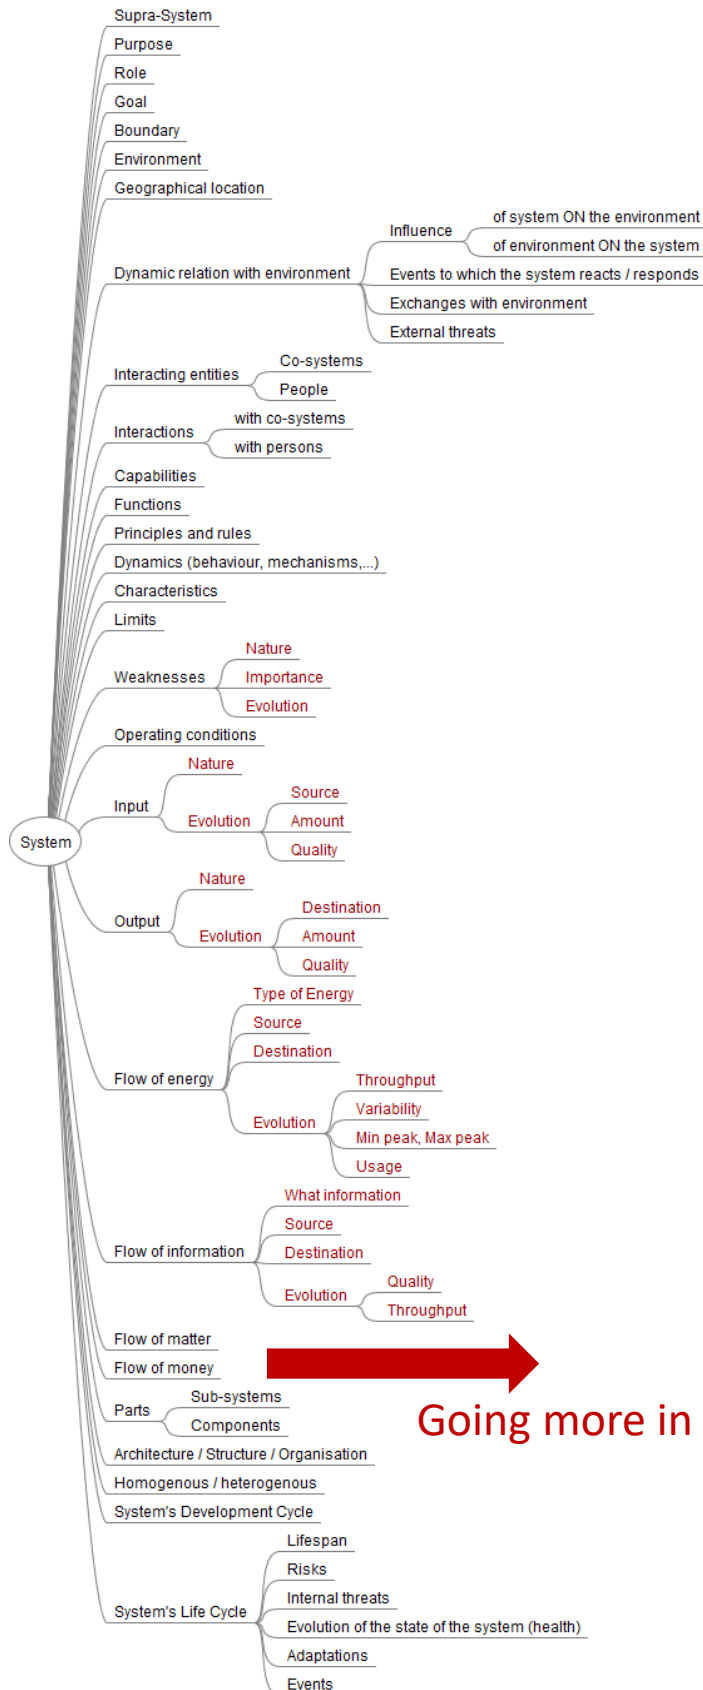 Supra-System
Purpose
Role
Goal
Boundary
Environment
Geographical location
Dynamic relation with environment
Influence
of system ON the environment
of environment ON the system
Events to which the system reacts / responds
Exchanges with environment
External threats
Interacting entities
Co-systems
People
Interactions
with co-systems
with persons
Capabilities
Functions
Principles and rules
Dynamics (behaviour, mechanisms,...)
Characteristics
Limits
Weaknesses
Nature
Importance
Evolution
Operating conditions
System
Input
Nature
Evolution
Source
Amount
Quality
Output
Nature
Evolution
Destination
Amount
Quality
Flow of energy
Type of Energy
Source
Destination
Evolution
Throughput
Variability
Min peak, Max peak
Usage
Flow of information
What information
Source
Destination
Evolution
Quality
Throughput
Flow of matter
Flow of money
Going more in
Parts
Sub-systems
Components
Architecture / Structure / Organisation
Homogenous / heterogenous
System's Development Cycle
System's Life Cycle
Lifespan
Risks
Internal threats
Evolution of the state of the system (health)
Adaptations
Events